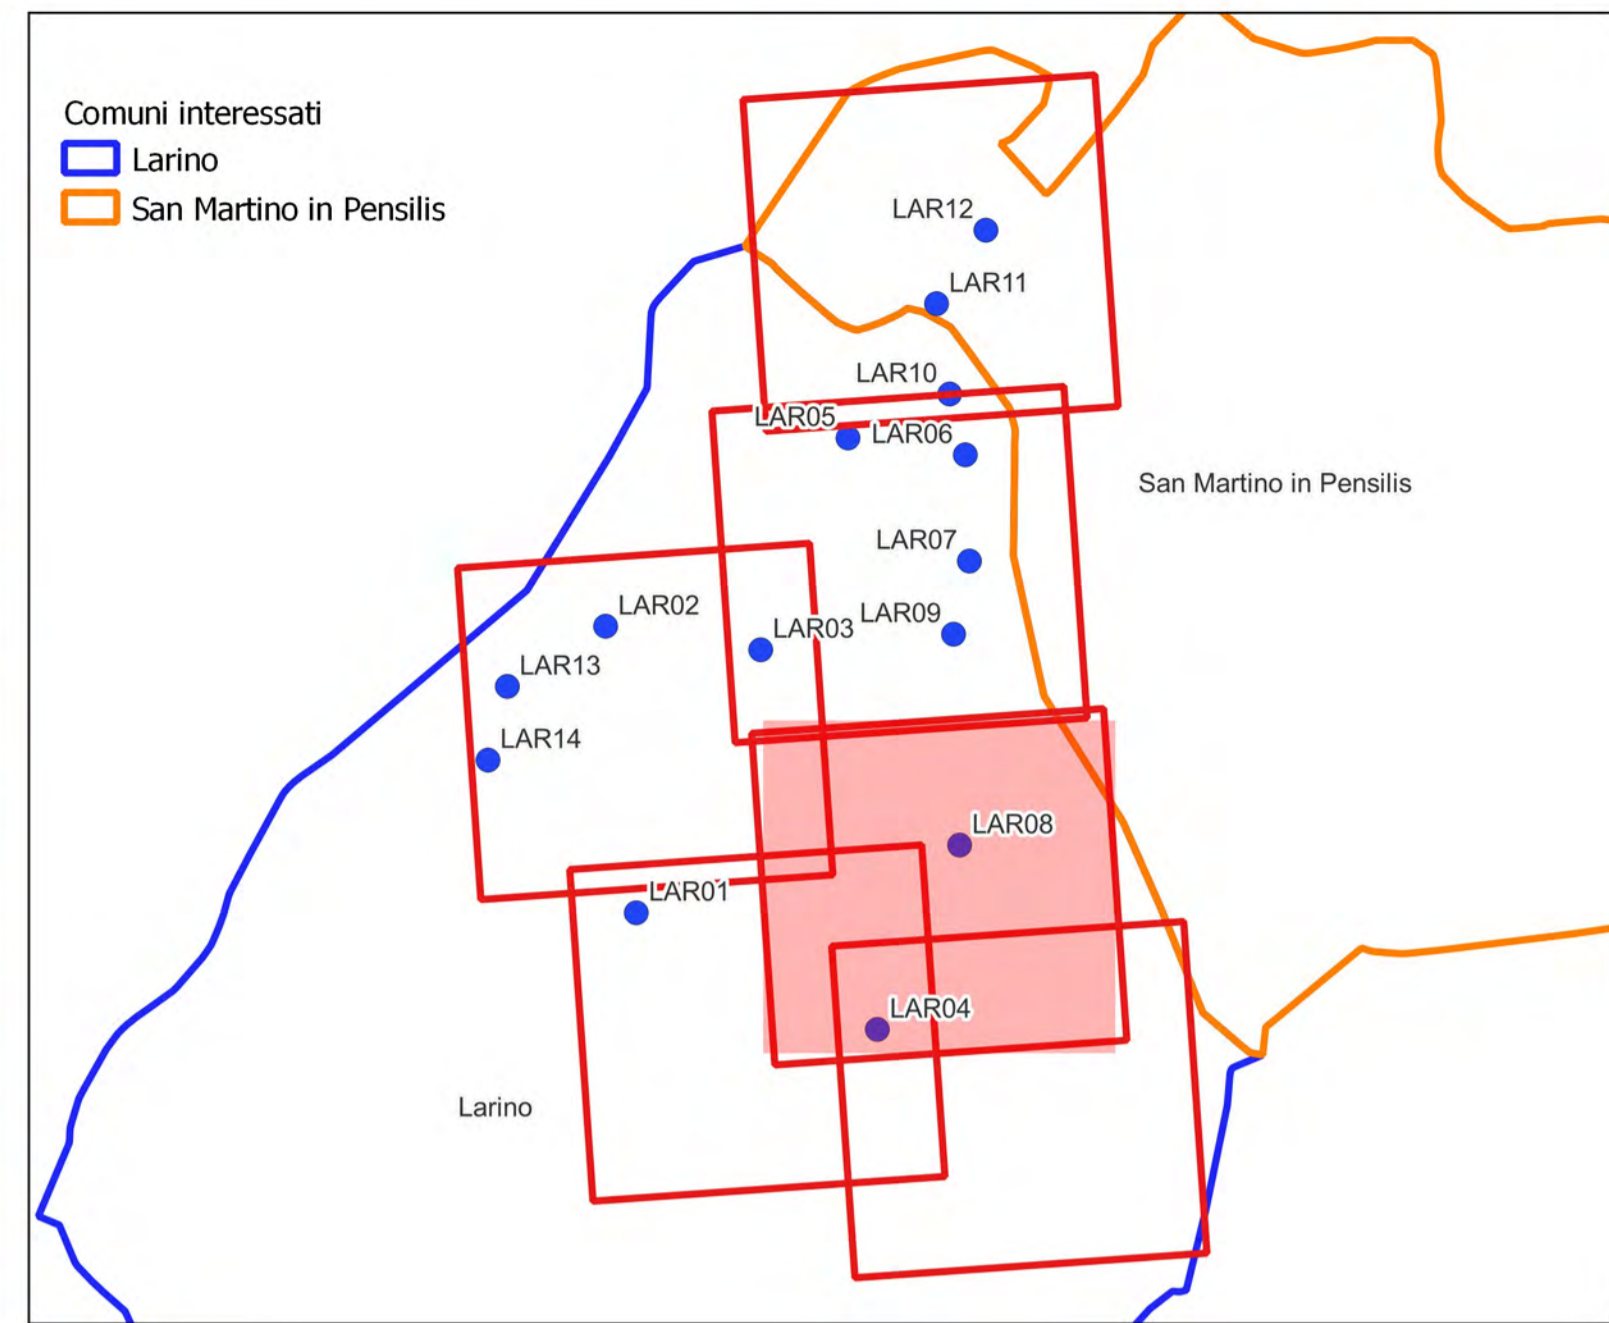 Comuni interessati
Larino
San Martino in Pensilis
LAR12
LAR11
LAR10
LAR05
LAR06
San Martino in Pensilis
LAR07
LAR02
LAR09
LAR03
LAR13
LAR14
LAR08
LAR01
LAR04
Larino